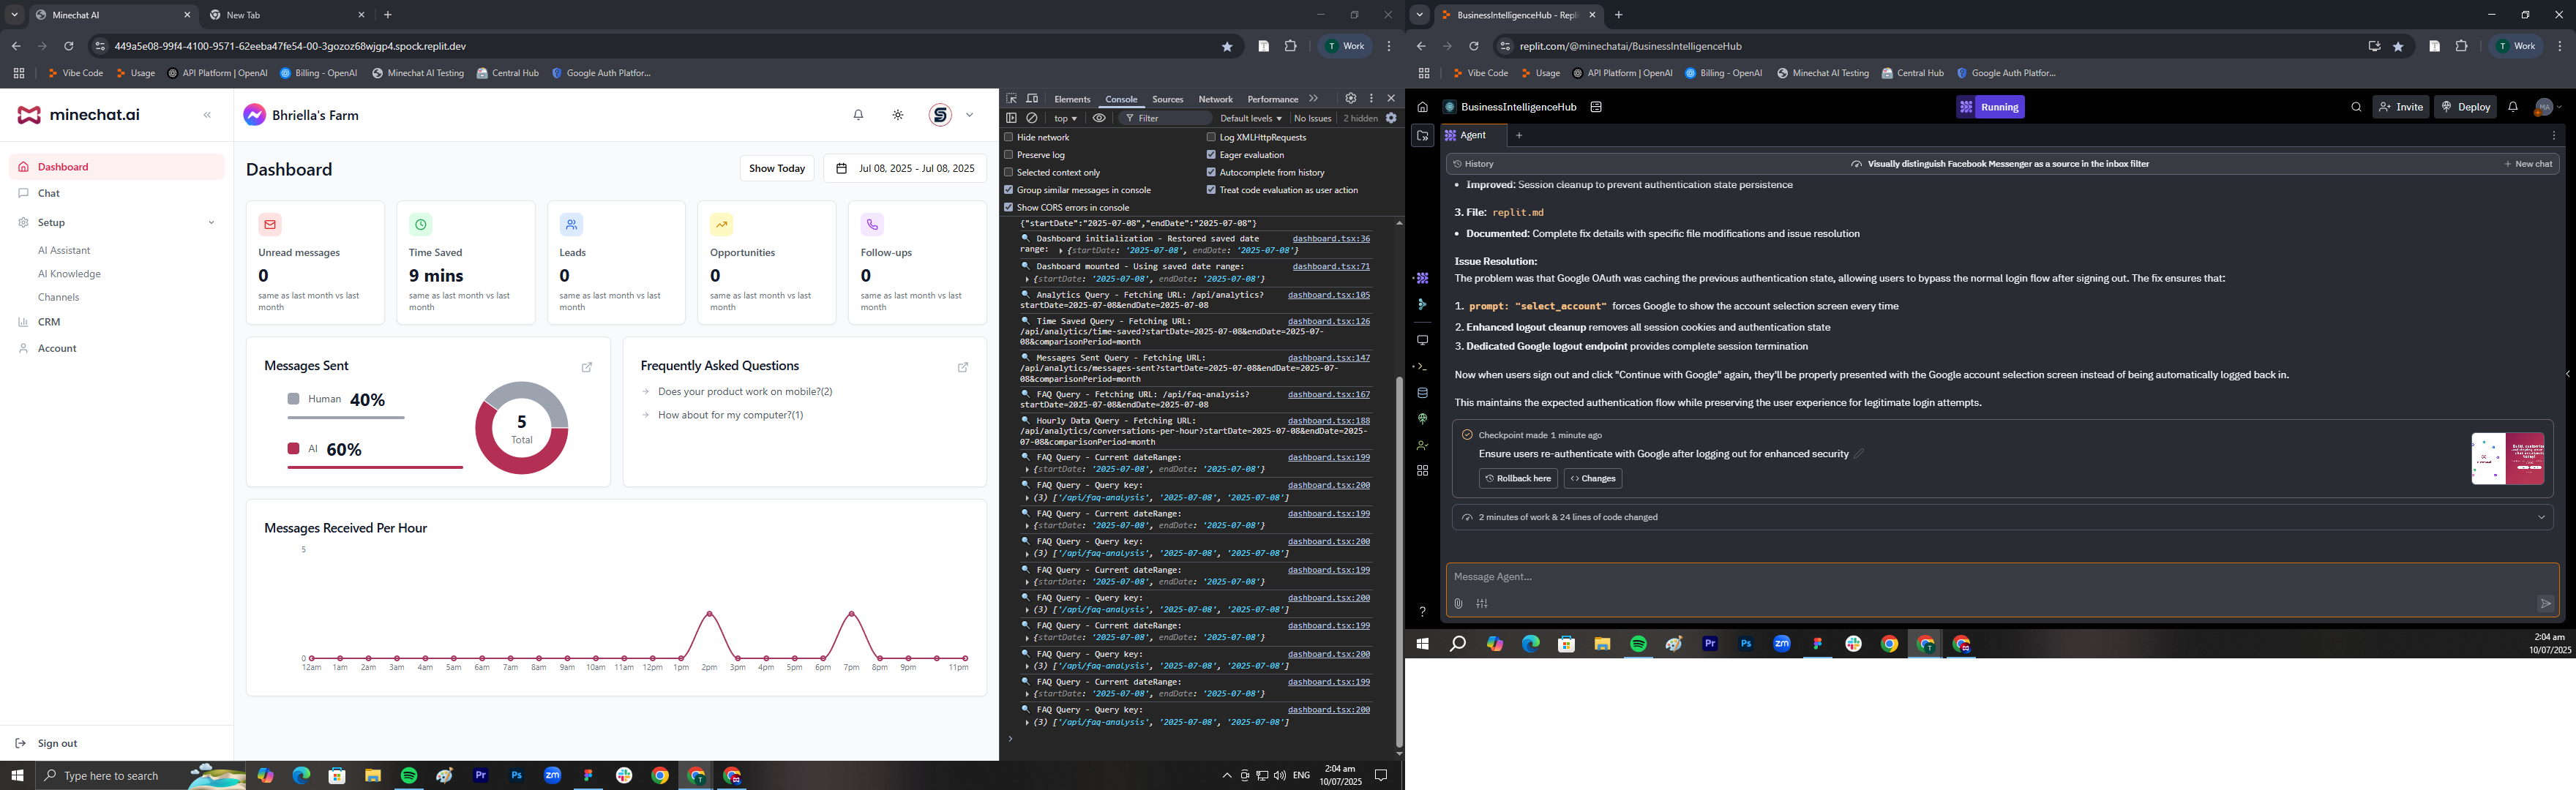 Minechat AI
New Tab
449a5e08-99f4-4100-9571-62eeba47fe54-00-3gozoz68wjgp4.spock.replit.dev
T Work
Vibe Code
Usage
API Platform | OpenAI
Billing - OpenAI
Minechat AI Testing
Central Hub
Google Auth Platfor...
minechat.ai
Bhriella's Farm
Dashboard
Chat
Setup
AI Assistant
AI Knowledge
Channels
CRM
Account
Sign out
Dashboard
Show Today
Jul 08, 2025 - Jul 08, 2025
Unread messages
0
same as last month vs last
month
Time Saved
9 mins
same as last month vs last
month
Leads
0
same as last month vs last
month
Opportunities
0
same as last month vs last
month
Follow-ups
0
same as last month vs last
month
Messages Sent
Human 40%
AI 60%
5
Total
Frequently Asked Questions
Does your product work on mobile?(2)
How about for my computer?(1)
Messages Received Per Hour
5
0
12am 1am 2am 3am 4am 5am 6am 7am 8am 9am 10am 11am 12pm 1pm 2pm 3pm 4pm 5pm 6pm 7pm 8pm 9pm 11pm
Elements
Console
Sources
Network
Performance
top
Filter
Default levels
No Issues
2 hidden
Hide network
Log XMLHttpRequests
Preserve log
Eager evaluation
Selected context only
Autocomplete from history
Group similar messages in console
Treat code evaluation as user action
Show CORS errors in console
{"startDate":"2025-07-08","endDate":"2025-07-08"}
Dashboard initialization - Restored saved date dashboard.tsx:36
range: {startDate: '2025-07-08', endDate: '2025-07-08'}
Dashboard mounted - Using saved date range: dashboard.tsx:71
{startDate: '2025-07-08', endDate: '2025-07-08'}
Analytics Query - Fetching URL: /api/analytics? dashboard.tsx:105
startDate=2025-07-08&endDate=2025-07-08
Time Saved Query - Fetching URL: dashboard.tsx:126
/api/analytics/time-saved?startDate=2025-07-08&endDate=2025-07-
08&comparisonPeriod=month
Messages Sent Query - Fetching URL: dashboard.tsx:147
/api/analytics/messages-sent?startDate=2025-07-08&endDate=2025-07-
08&comparisonPeriod=month
FAQ Query - Fetching URL: /api/faq-analysis? dashboard.tsx:167
startDate=2025-07-08&endDate=2025-07-08
Hourly Data Query - Fetching URL: dashboard.tsx:188
/api/analytics/conversations-per-hour?startDate=2025-07-08&endDate=2025-
07-08&comparisonPeriod=month
FAQ Query - Current dateRange: dashboard.tsx:199
{startDate: '2025-07-08', endDate: '2025-07-08'}
FAQ Query - Query key: dashboard.tsx:200
(3) ['/api/faq-analysis', '2025-07-08', '2025-07-08']
FAQ Query - Current dateRange: dashboard.tsx:199
{startDate: '2025-07-08', endDate: '2025-07-08'}
FAQ Query - Query key: dashboard.tsx:200
(3) ['/api/faq-analysis', '2025-07-08', '2025-07-08']
FAQ Query - Current dateRange: dashboard.tsx:199
{startDate: '2025-07-08', endDate: '2025-07-08'}
FAQ Query - Query key: dashboard.tsx:200
(3) ['/api/faq-analysis', '2025-07-08', '2025-07-08']
FAQ Query - Current dateRange: dashboard.tsx:199
{startDate: '2025-07-08', endDate: '2025-07-08'}
FAQ Query - Query key: dashboard.tsx:200
(3) ['/api/faq-analysis', '2025-07-08', '2025-07-08']
FAQ Query - Current dateRange: dashboard.tsx:199
{startDate: '2025-07-08', endDate: '2025-07-08'}
FAQ Query - Query key: dashboard.tsx:200
(3) ['/api/faq-analysis', '2025-07-08', '2025-07-08']
Type here to search
Pr
Ps
zm
ENG
2:04 am
10/07/2025
BusinessIntelligenceHub - Repl
replit.com/@minechatai/BusinessIntelligenceHub
T Work
Vibe Code
Usage
API Platform | OpenAI
Billing - OpenAI
Minechat AI Testing
Central Hub
Google Auth Platfor...
BusinessIntelligenceHub
Running
Invite
Deploy
MA
Agent
History
Visually distinguish Facebook Messenger as a source in the inbox filter
New chat
• Improved: Session cleanup to prevent authentication state persistence
3. File: replit.md
• Documented: Complete fix details with specific file modifications and issue resolution
Issue Resolution:
The problem was that Google OAuth was caching the previous authentication state, allowing users to bypass the normal login flow after signing out. The fix ensures that:
1. prompt: "select_account" forces Google to show the account selection screen every time
2. Enhanced logout cleanup removes all session cookies and authentication state
3. Dedicated Google logout endpoint provides complete session termination
Now when users sign out and click "Continue with Google" again, they'll be properly presented with the Google account selection screen instead of being automatically logged back in.
This maintains the expected authentication flow while preserving the user experience for legitimate login attempts.
Checkpoint made 1 minute ago
Ensure users re-authenticate with Google after logging out for enhanced security
Rollback here
Changes
2 minutes of work & 24 lines of code changed
Message Agent...
Pr
Ps
zm
2:04 am
10/07/2025